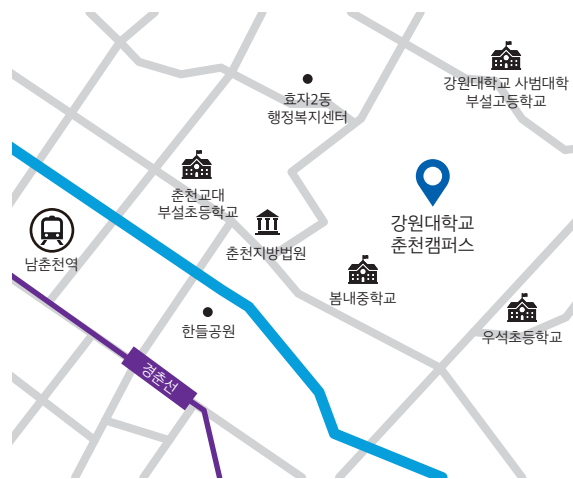 강원대학교 사범대학
부설고등학교
효자2동
행정복지센터
춘천교대
부설초등학교
강원대학교
춘천캠퍼스
춘천지방법원
남춘천역
봄내중학교
한들공원
우석초등학교
경춘선